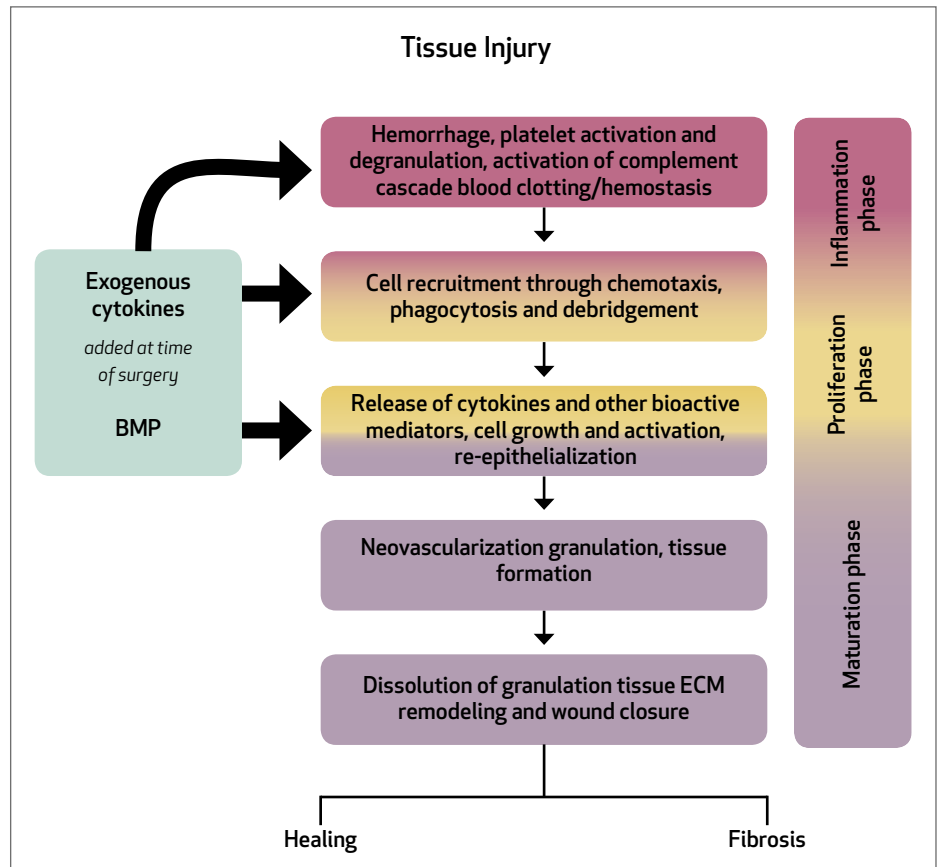 Tissue Injury
Hemorrhage, platelet activation and
degranulation, activation of complement
cascade blood clotting/hemostasis
Cell recruitment through chemotaxis,
phagocytosis and debridgement
Release of cytokines and other bioactive
mediators, cell growth and activation,
re-epithelialization
Neovascularization granulation, tissue
formation
Dissolution of granulation tissue ECM
remodeling and wound closure
Healing
Fibrosis
Exogenous
cytokines
added at time
of surgery
BMP
Inflammation
phase
Proliferation
phase
Maturation phase